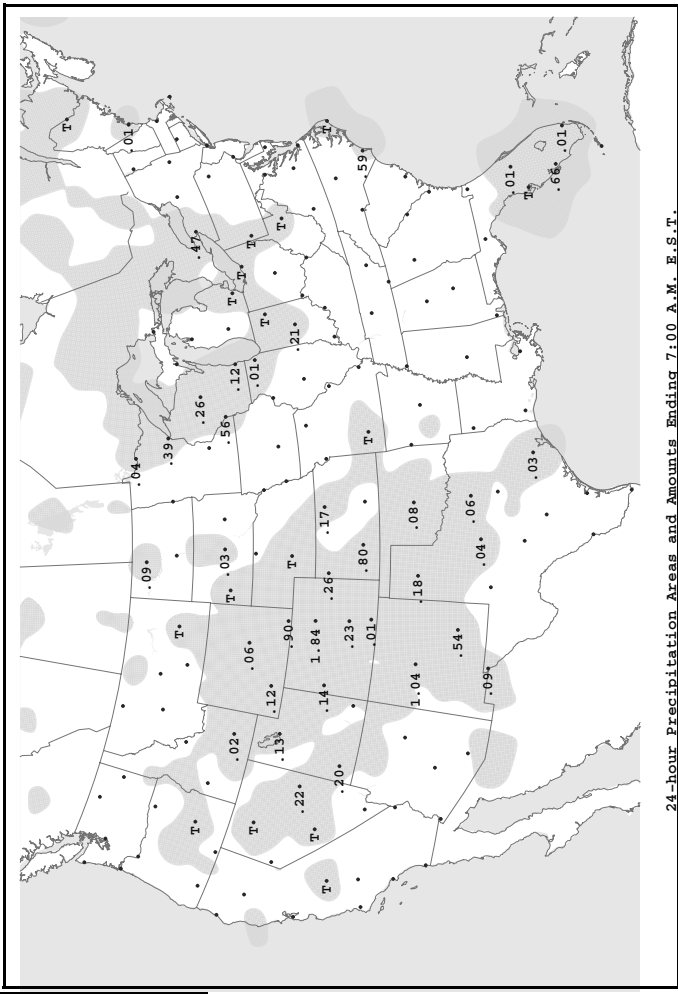 T
.01
.04
.09
.39
T
T
.47
.26
.56
.03
T
T
.02
.12
T
.06
T
T
.01
T
.12
.13
T
.90
T
.21
.22
T
1.84
.14
.17
T
T
.26
.20
.23
.59
.80
T
.01
.08
1.04
.18
.54
.06
.04
.09
.01
T
.03
.66
.01
24-hour Precipitation Areas and Amounts Ending 7:00 A.M. E.S.T.